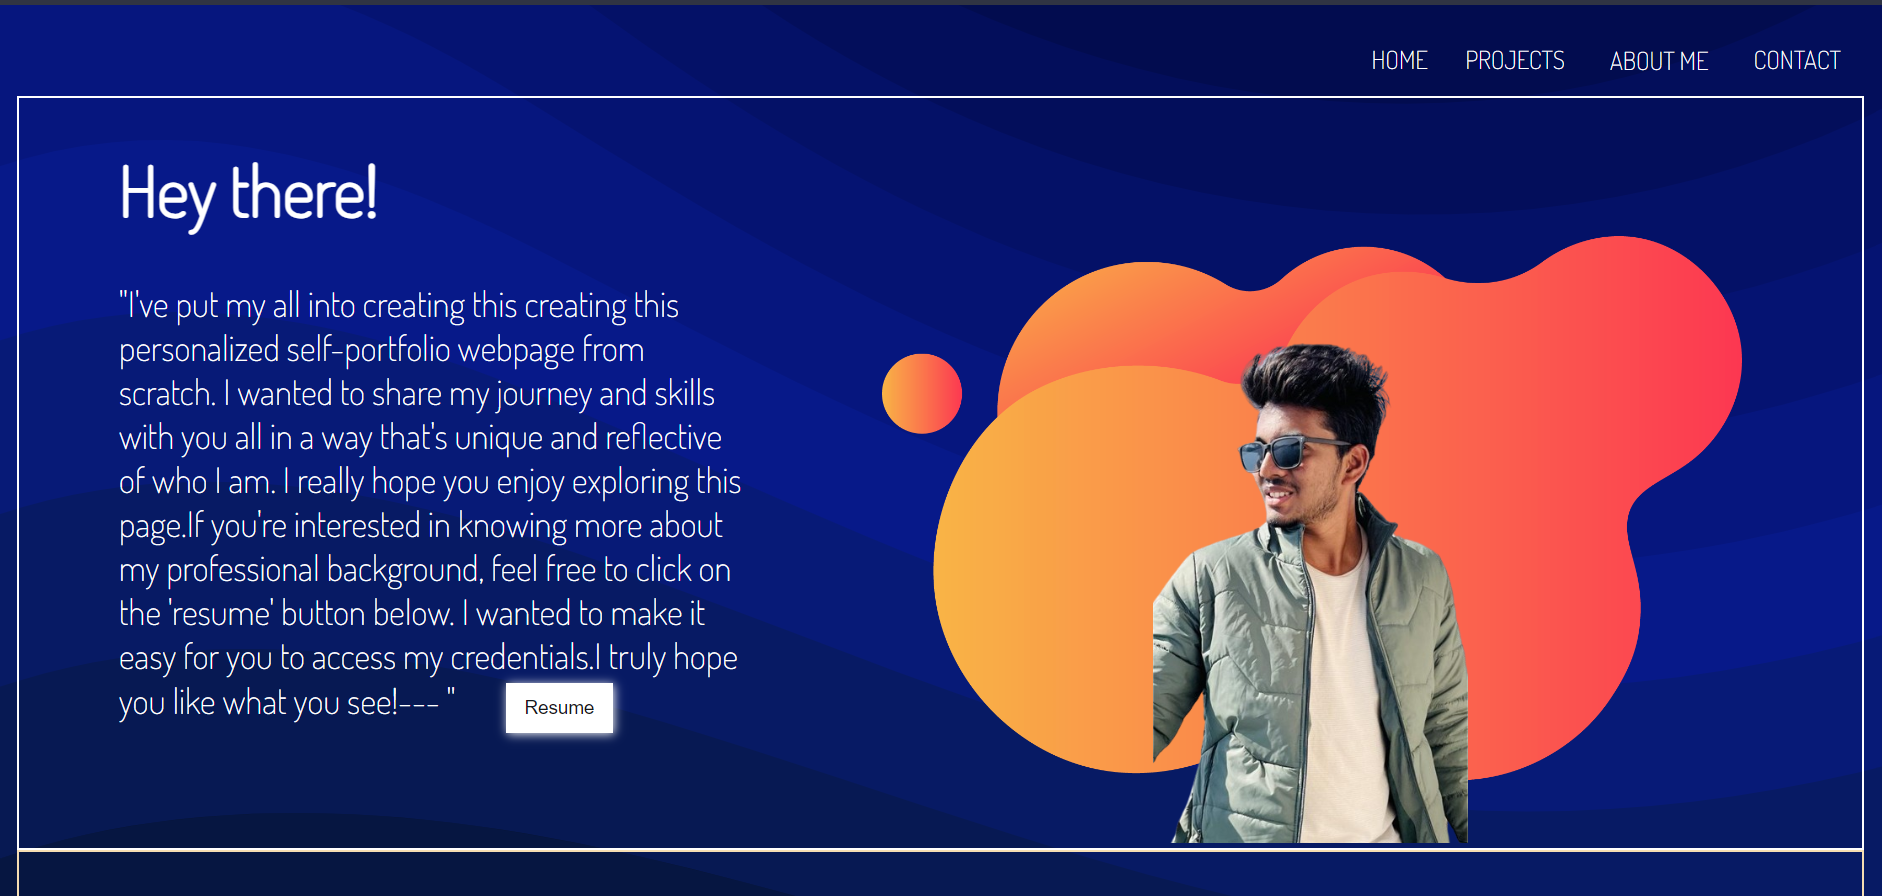 HOME PROJECTS ABOUT ME CONTACT
Hey there!
"I've put my all into creating this creating this
personalized self-portfolio webpage from
scratch. I wanted to share my journey and skills
with you all in a way that's unique and reflective
of who I am. I really hope you enjoy exploring this
page.If you're interested in knowing more about
my professional background, feel free to click on
the 'resume' button below. I wanted to make it
easy for you to access my credentials.I truly hope
you like what you see!--- "
Resume